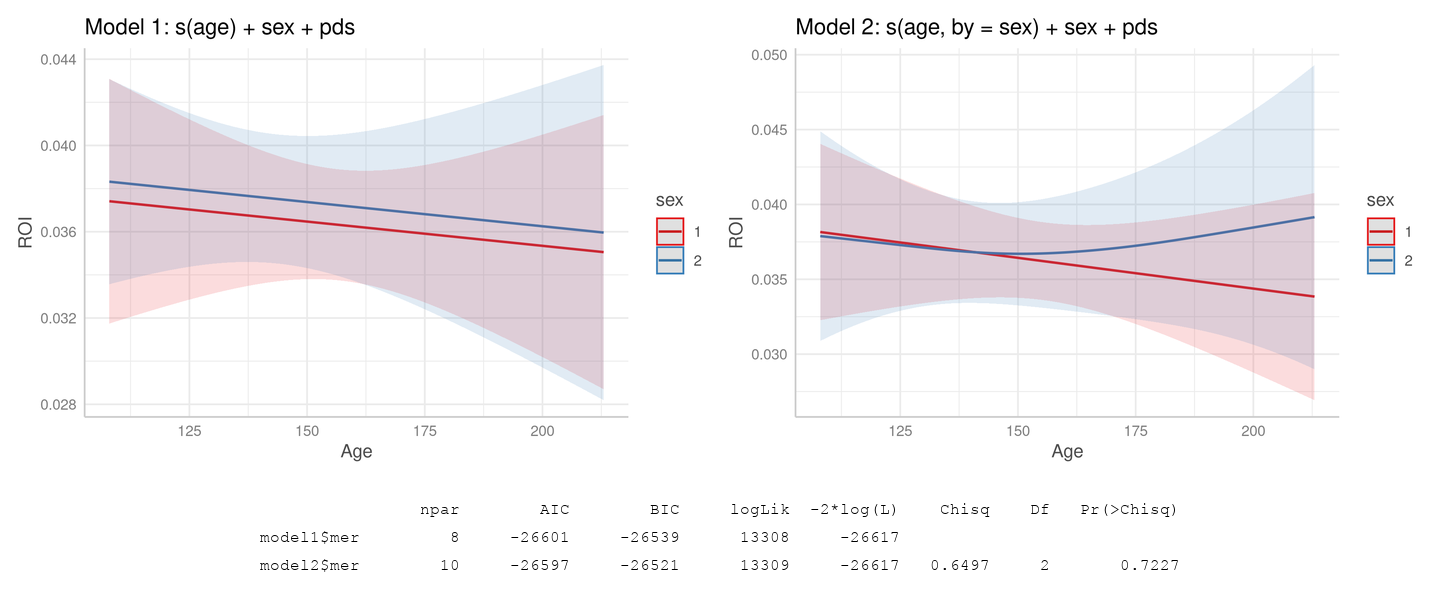 Model 1: s(age) + sex + pds
0.044
0.040
0.036
0.032
0.028
ROI
125 150 175 200
Age
sex
1
2
Model 2: s(age, by = sex) + sex + pds
0.050
0.045
0.040
0.035
0.030
ROI
125 150 175 200
Age
sex
1
2
npar AIC BIC logLik -2*log(L) Chisq Df Pr(>Chisq)
model1$mer 8 -26601 -26539 13308 -26617
model2$mer 10 -26597 -26521 13309 -26617 0.6497 2 0.7227